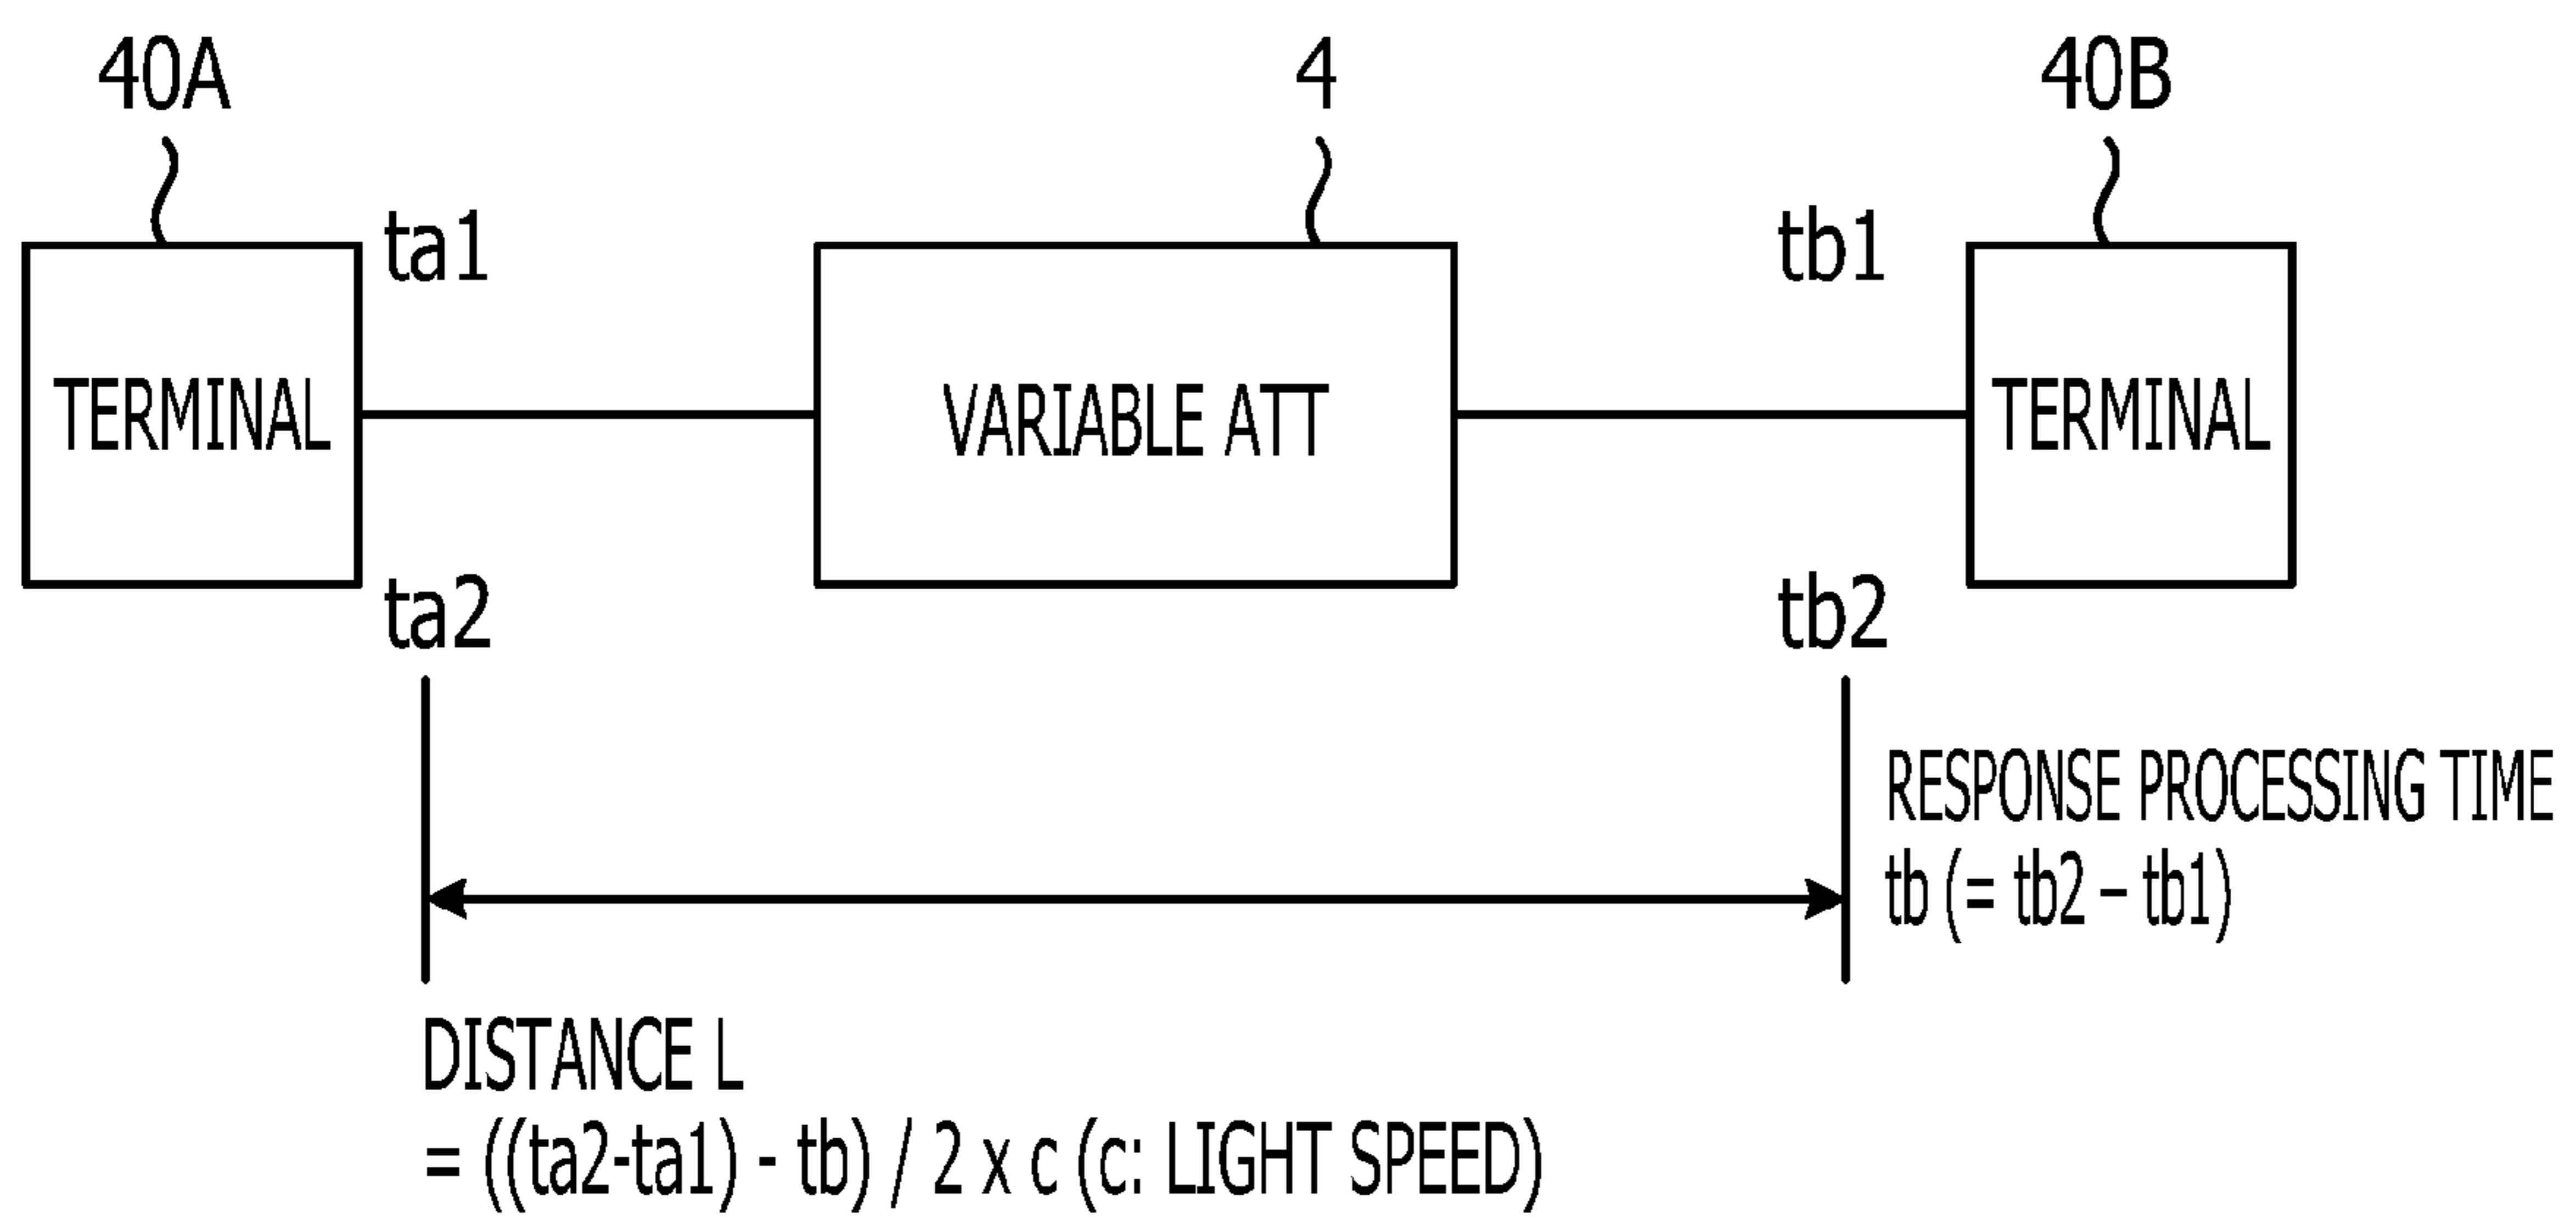 40A
4
40B
ta1
tb1
TERMINAL
VARIABLE ATT
TERMINAL
ta2
tb2
RESPONSE PROCESSING TIME
tb (= tb2 – tb1)
DISTANCE L
= ((ta2-ta1) - tb) / 2 x c (c: LIGHT SPEED)